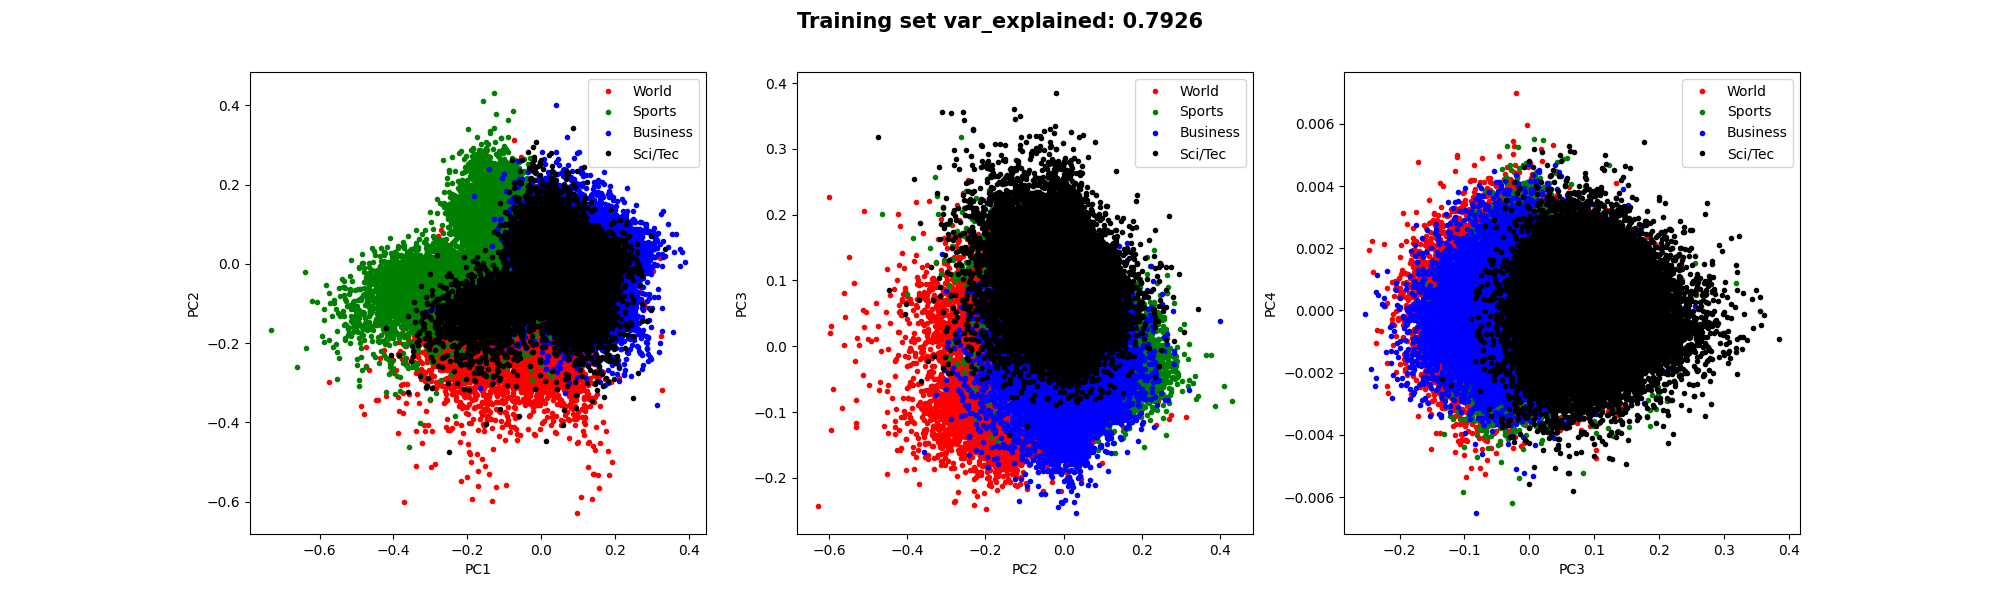 Training set var_explained: 0.7926
World
Sports
Business
Sci/Tec
0.4
0.2
0.0
−0.2
−0.4
−0.6
PC2
−0.6
−0.4
−0.2
0.0
0.2
0.4
PC1
World
Sports
Business
Sci/Tec
0.4
0.3
0.2
0.1
0.0
−0.1
−0.2
PC3
−0.6
−0.4
−0.2
0.0
0.2
0.4
PC2
World
Sports
Business
Sci/Tec
0.006
0.004
0.002
0.000
−0.002
−0.004
−0.006
PC4
−0.2
−0.1
0.0
0.1
0.2
0.3
0.4
PC3